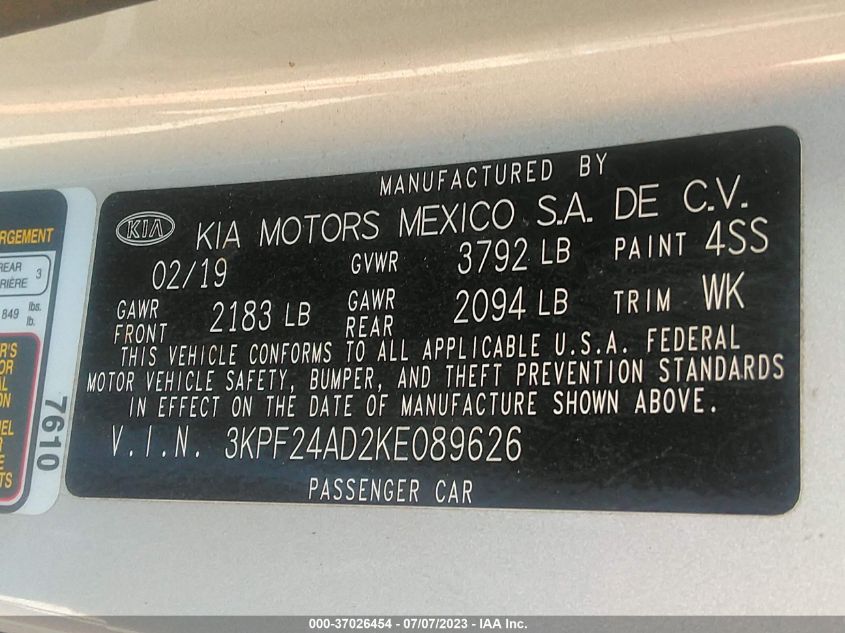 MANUFACTURED BY
KIA KIA MOTORS MEXICO S.A. DE C.V.
02/19 GVWR 3792 LB PAINT 4SS
GAWR FRONT 2183 LB GAWR REAR 2094 LB TRIM WK
THIS VEHICLE CONFORMS TO ALL APPLICABLE U.S.A. FEDERAL
MOTOR VEHICLE SAFETY, BUMPER, AND THEFT PREVENTION STANDARDS
IN EFFECT ON THE DATE OF MANUFACTURE SHOWN ABOVE.
V.I.N. 3KPF24AD2KE089626
PASSENGER CAR
REAR 3
849 lbs.
lb.
7610
000-37026454 - 07/07/2023 - IAA Inc.